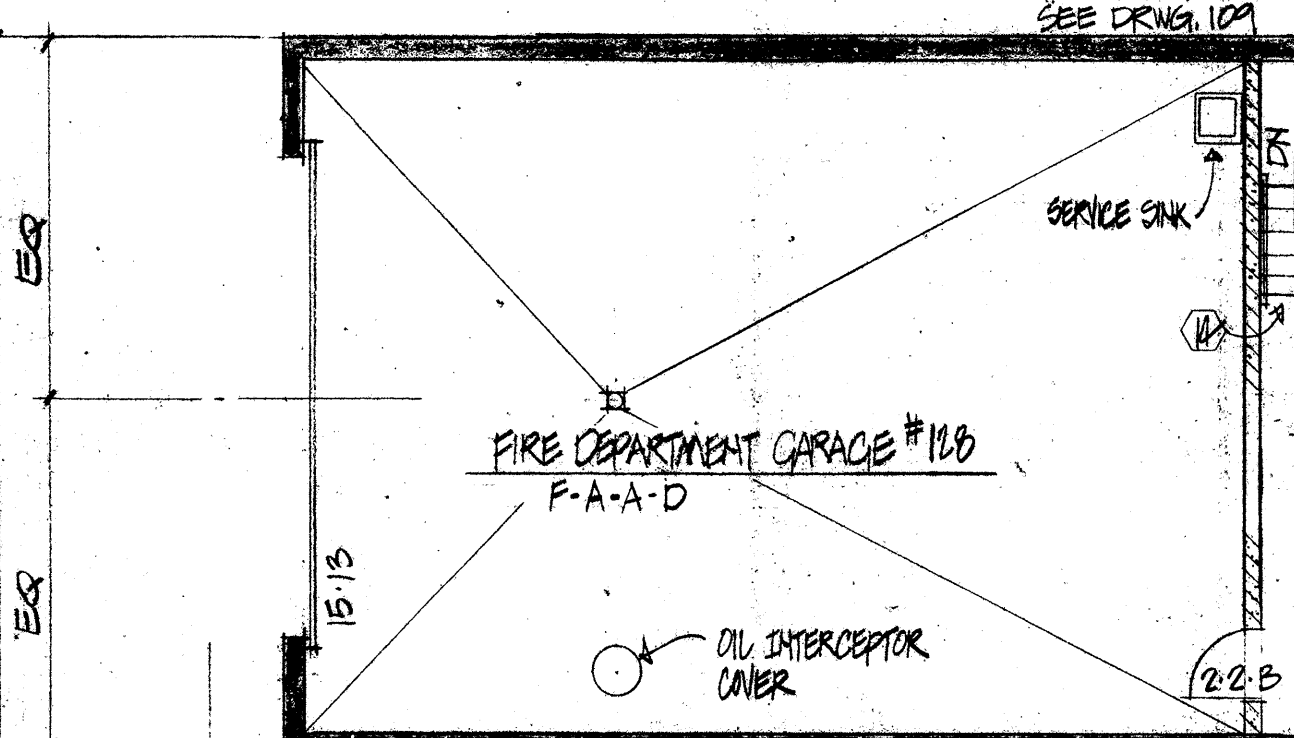 SEE DRWG. 109
DN
EQ
SERVICE SINK
14
FIRE DEPARTMENT GARAGE #128
F-A-A-D
EQ
15·13
OIL INTERCEPTOR
COVER
2·2·B